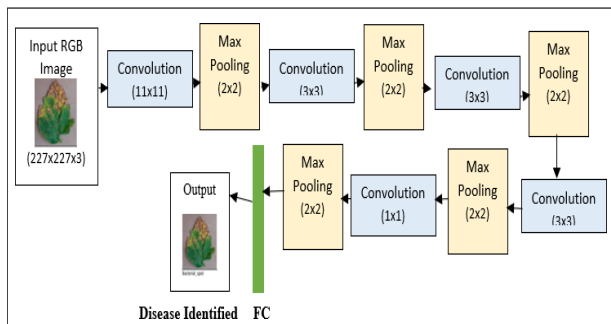 Input RGB
Image
(227x227x3)
Convolution
(11x11)
Max
Pooling
(2x2)
Convolution
(3x3)
Max
Pooling
(2x2)
Convolution
(3x3)
Max
Pooling
(2x2)
Convolution
(3x3)
Max
Pooling
(2x2)
Convolution
(1x1)
Max
Pooling
(2x2)
FC
Output
Bacterial_spot
Disease Identified